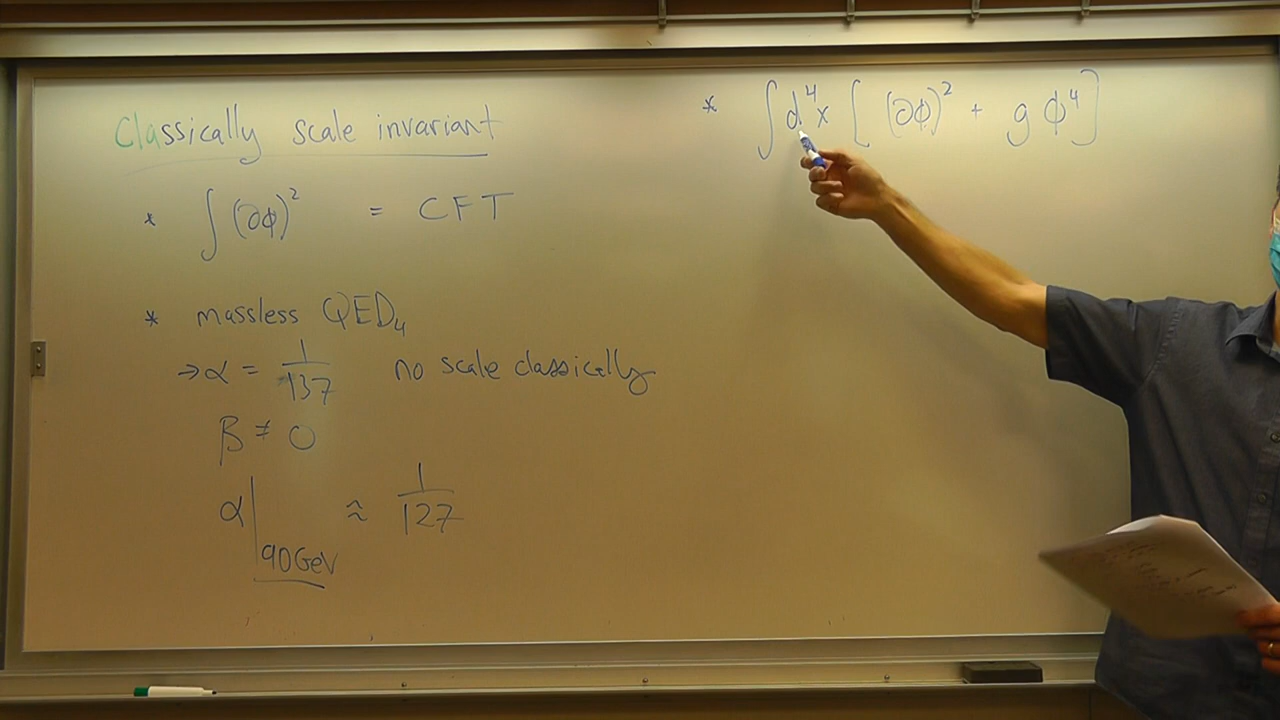 Classically scale invariant
* ∫(∂ϕ)² = CFT
* massless QED₄
→ α = 1/137 no scale classically
β ≠ 0
α|90GeV ≈ 1/127
* ∫d⁴x [(∂ϕ)² + g ϕ⁴]